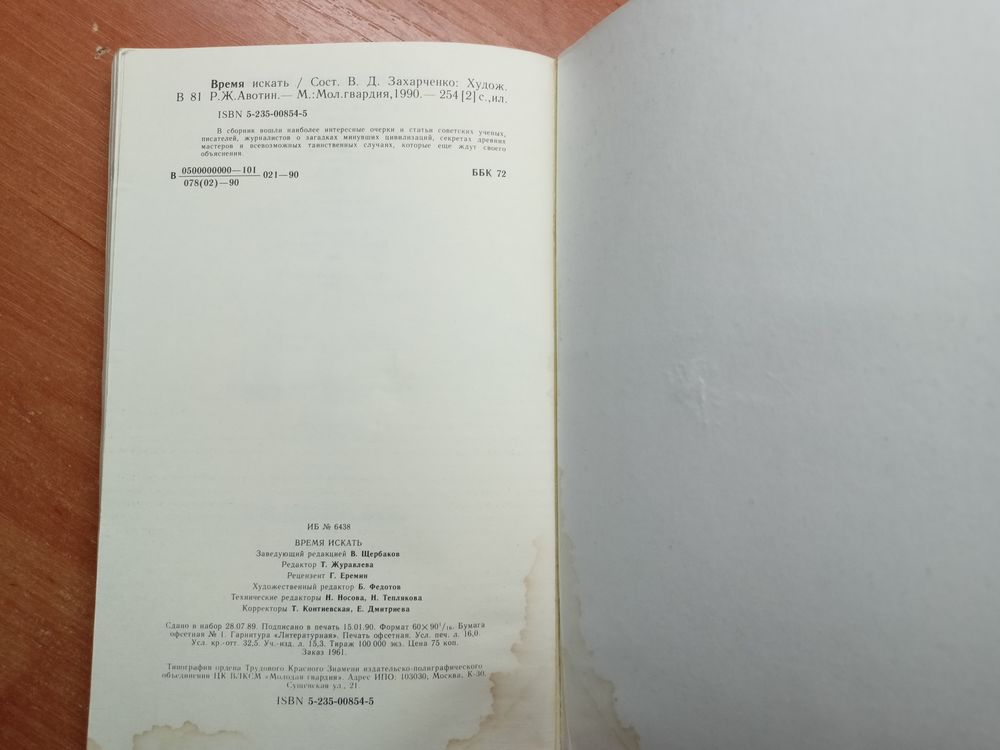 Время искать / Сост. В. Д. Захарченко: Худож.
В 81 Р.Ж.Авотин.— М.:Мол.гвардия,1990.— 254 [2] с.,ил.
ISBN 5-235-00854-5
В сборник вошли наиболее интересные очерки и статьи советских ученых,
писателей, журналистов о загадках минувших цивилизаций, секретах древних
мастеров и всевозможных таинственных случаях, которые еще ждут своего
объяснения.
В 0500000000—101 021—90 ББК 72
078(02)—90
ИБ № 6438
ВРЕМЯ ИСКАТЬ
Заведующий редакцией В. Щербаков
Редактор Т. Журавлева
Рецензент Г. Еремин
Художественный редактор Б. Федотов
Технические редакторы Н. Носова, Н. Теплякова
Корректоры Т. Контиевская, Е. Дмитриева
Сдано в набор 28.07.89. Подписано в печать 15.01.90. Формат 60×90¹/₁₆. Бумага
офсетная № 1. Гарнитура «Литературная». Печать офсетная. Усл. печ. л. 16,0.
Усл. кр.-отт. 32,5. Уч.-изд. л. 15,3. Тираж 100 000 экз. Цена 75 коп.
Заказ 1961.
Типография ордена Трудового Красного Знамени издательско-полиграфического
объединения ЦК ВЛКСМ «Молодая гвардия». Адрес ИПО: 103030, Москва, К-30,
Сущевская ул., 21.
ISBN 5-235-00854-5